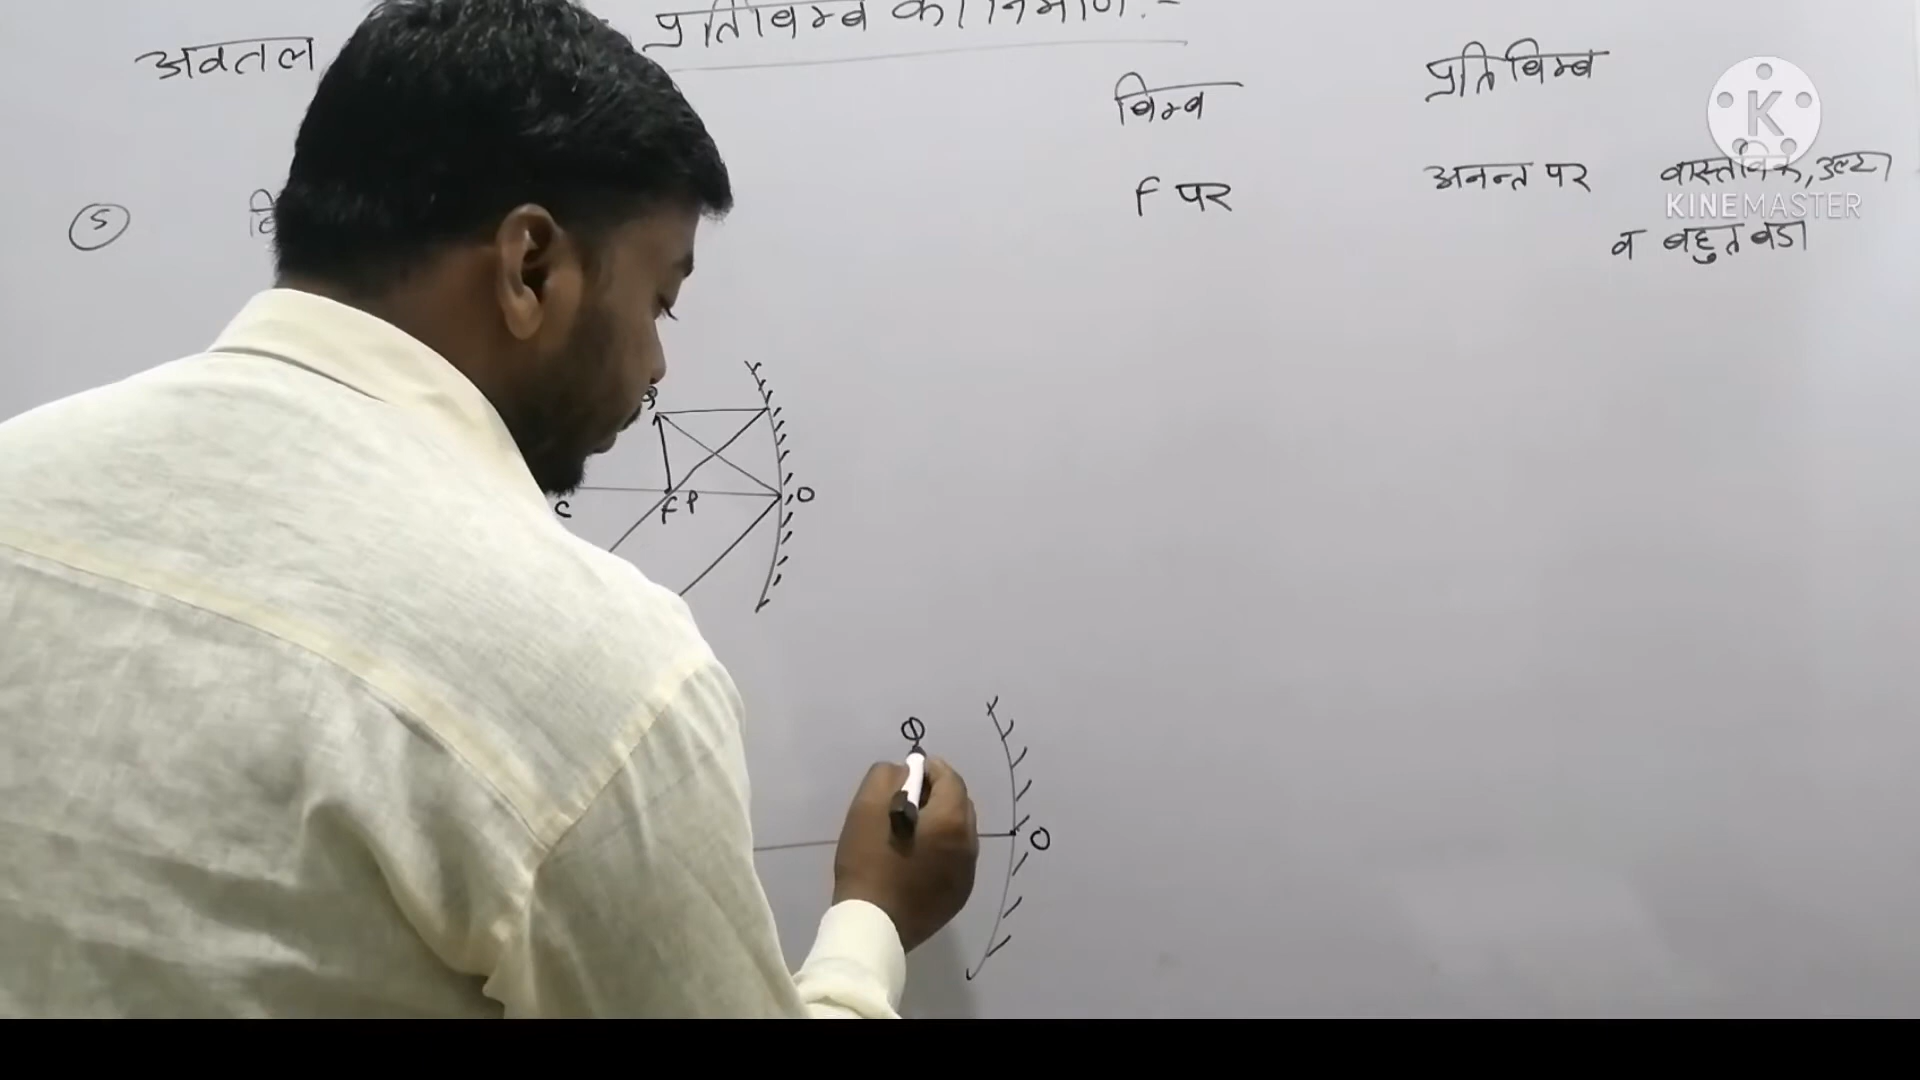 अवतल प्रतिबिम्ब का निर्माण :-
बिम्ब प्रतिबिम्ब
F पर अनन्त पर वास्तविक, उल्टा
व बहुत बडा
K
KINEMASTER
5
C F P O
O